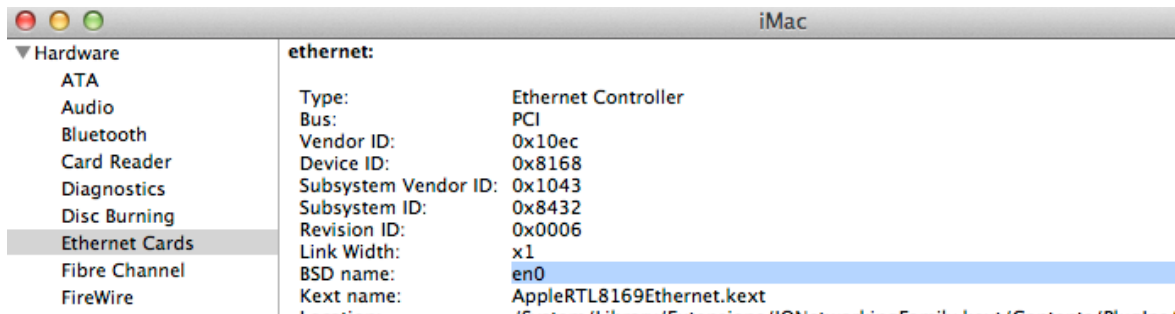 iMac
Hardware
ATA
Audio
Bluetooth
Card Reader
Diagnostics
Disc Burning
Ethernet Cards
Fibre Channel
FireWire
ethernet:
Type: Ethernet Controller
Bus: PCI
Vendor ID: 0x10ec
Device ID: 0x8168
Subsystem Vendor ID: 0x1043
Subsystem ID: 0x8432
Revision ID: 0x0006
Link Width: x1
BSD name: en0
Kext name: AppleRTL8169Ethernet.kext